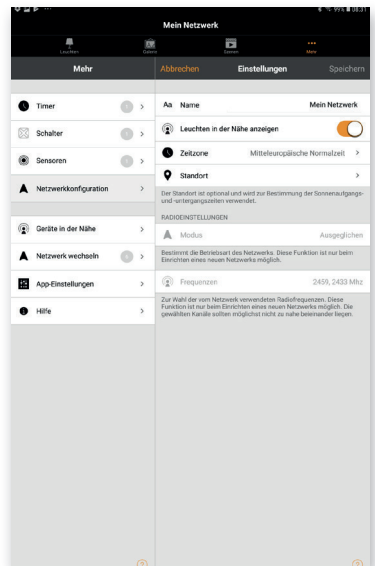 99% 08:31
Mein Netzwerk
Leuchten
Galerie
Szenen
Mehr
Mehr
Abbrechen
Einstellungen
Speichern
Timer
Schalter
Sensoren
Netzwerkkonfiguration
Geräte in der Nähe
Netzwerk wechseln
App-Einstellungen
Hilfe
Aa Name Mein Netzwerk
Leuchten in der Nähe anzeigen
Zeitzone Mitteleuropäische Normalzeit
Standort
Der Standort ist optional und wird zur Bestimmung der Sonnenaufgangs-
und -untergangszeiten verwendet.
RADIOEINSTELLUNGEN
Modus Ausgeglichen
Bestimmt die Betriebsart des Netzwerks. Diese Funktion ist nur beim
Einrichten eines neuen Netzwerks möglich.
Frequenzen 2459, 2433 Mhz
Zur Wahl der vom Netzwerk verwendeten Radiofrequenzen. Diese
Funktion ist nur beim Einrichten eines neuen Netzwerks möglich. Die
gewählten Kanäle sollten möglichst nicht zu nahe beieinander liegen.
?
?